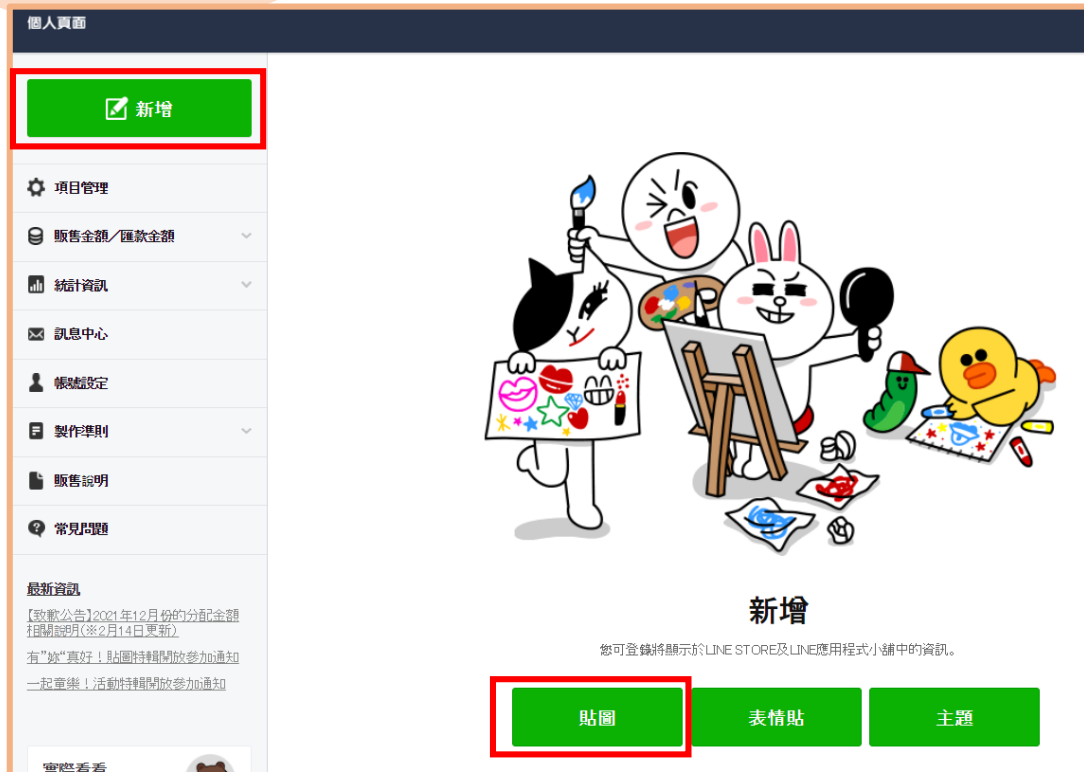 個人頁面
新增
項目管理
販售金額／匯款金額
統計資訊
訊息中心
帳號設定
製作準則
販售說明
常見問題
最新資訊
【致歉公告】2021年12月份的分配金額
相關說明(※2月14日更新)
有”妳“真好！貼圖特輯開放參加通知
一起童樂！活動特輯開放參加通知
實際看看
新增
您可登錄將顯示於LINE STORE及LINE應用程式小舖中的資訊。
貼圖
表情貼
主題